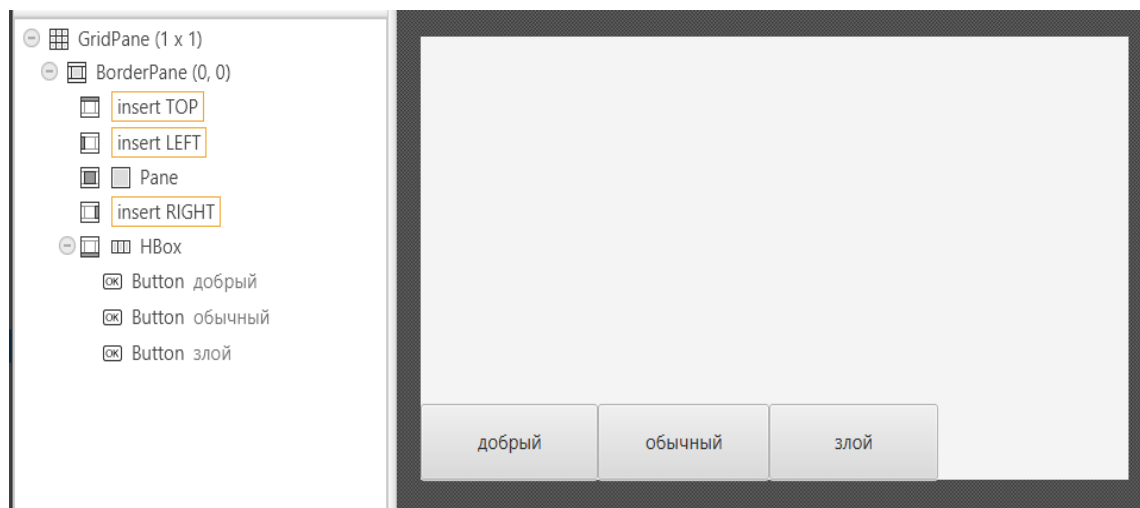 GridPane (1 x 1)
BorderPane (0, 0)
insert TOP
insert LEFT
Pane
insert RIGHT
HBox
OK Button добрый
OK Button обычный
OK Button злой
добрый обычный злой